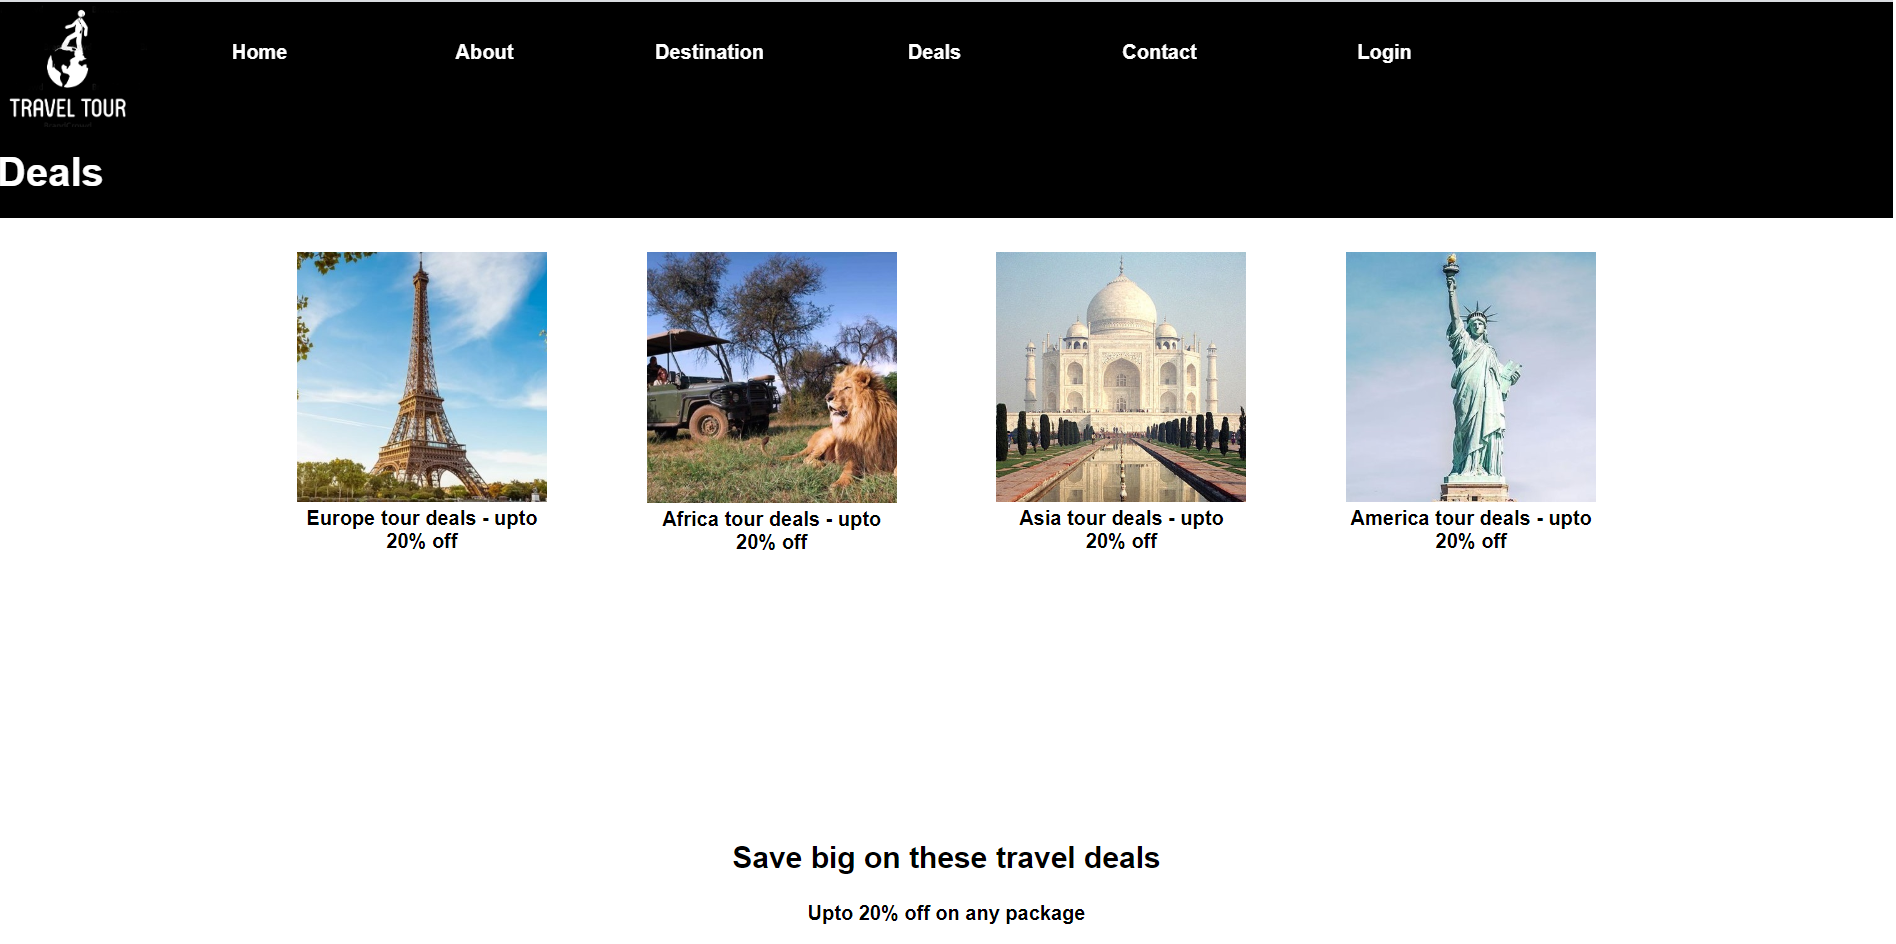 TRAVEL TOUR
Home About Destination Deals Contact Login
Deals
Europe tour deals - upto
20% off
Africa tour deals - upto
20% off
Asia tour deals - upto
20% off
America tour deals - upto
20% off
Save big on these travel deals
Upto 20% off on any package